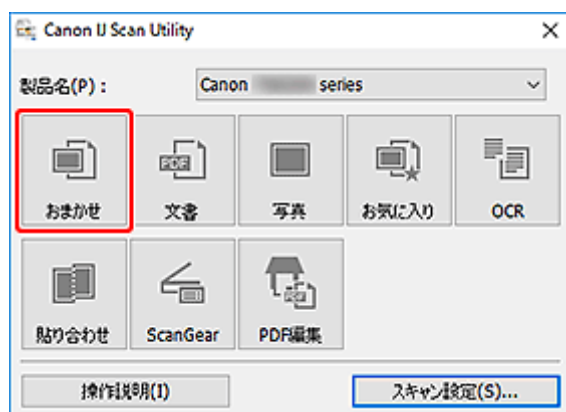 Canon IJ Scan Utility
製品名(P) :
Canon series
おまかせ
PDF
文書
写真
お気に入り
OCR
貼り合わせ
ScanGear
PDF
PDF編集
操作説明(I)
スキャン設定(S)...